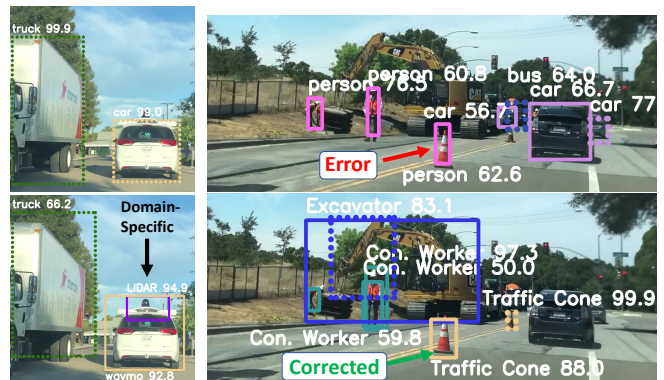 truck 99.9
car 99.0
person 76.5
person 60.8
bus 64.0
car 66.7
car 77
car 56.7
CAT
Error
person 62.6
truck 66.2
Domain-
Specific
LIDAR 94.9
waymo 92.8
Excavator 83.1
Con. Worker 97.3
Con. Worker 50.0
Traffic Cone 99.9
Con. Worker 59.8
Corrected
Traffic Cone 88.0